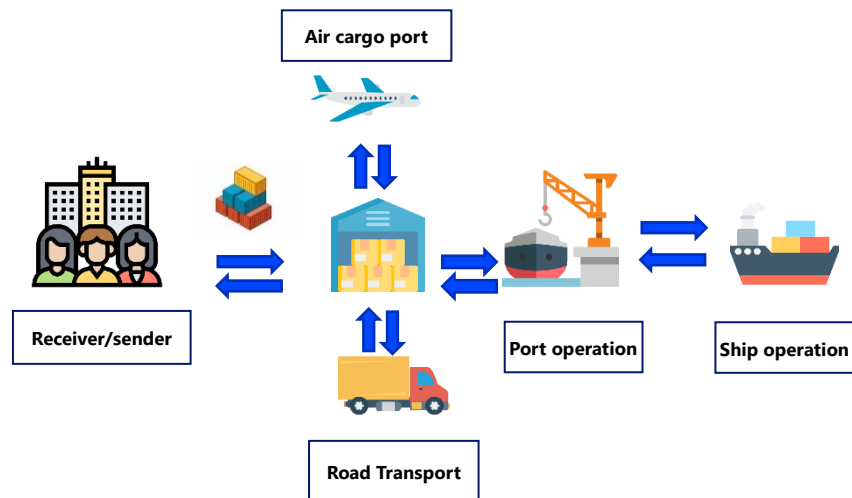 Air cargo port
Receiver/sender
Port operation
Ship operation
Road Transport